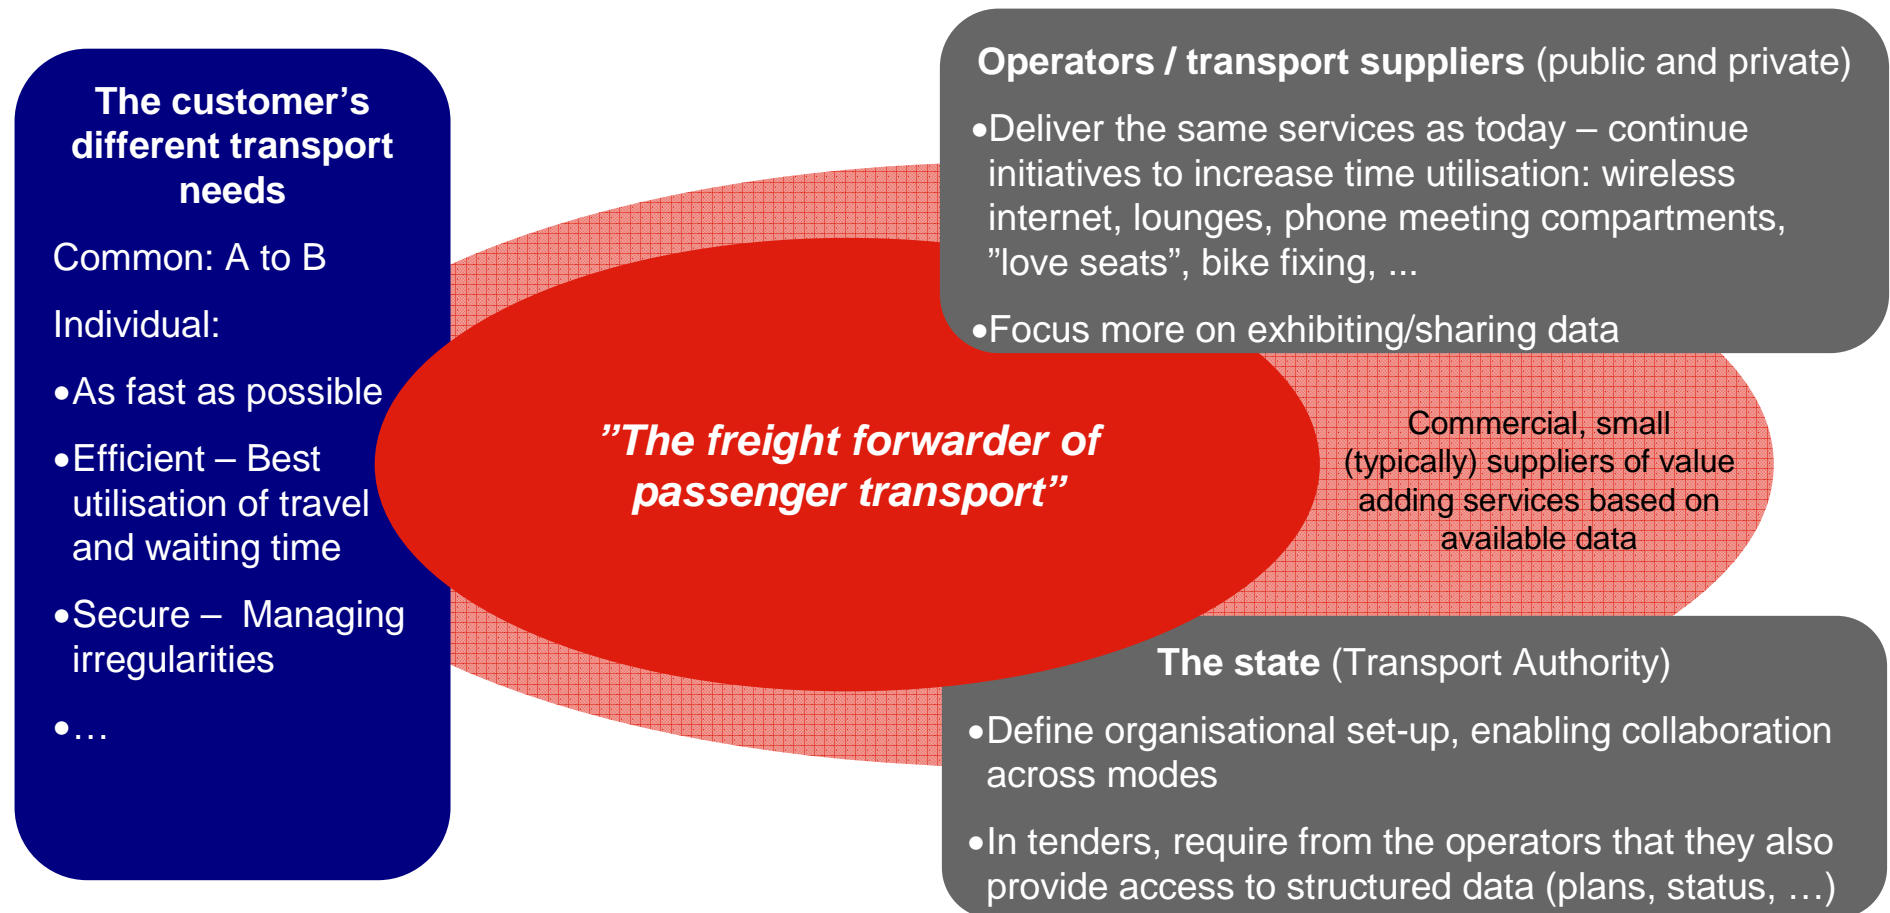 The customer’s
different transport
needs
Common: A to B
Individual:
•As fast as possible
•Efficient – Best
utilisation of travel
and waiting time
•Secure –  Managing
irregularities
•…
”The freight forwarder of
passenger transport”
Operators / transport suppliers (public and private)
•Deliver the same services as today – continue
initiatives to increase time utilisation: wireless
internet, lounges, phone meeting compartments,
”love seats”, bike fixing, ...
•Focus more on exhibiting/sharing data
Commercial, small
(typically) suppliers of value
adding services based on
available data
The state (Transport Authority)
•Define organisational set-up, enabling collaboration
across modes
•In tenders, require from the operators that they also
provide access to structured data (plans, status, …)